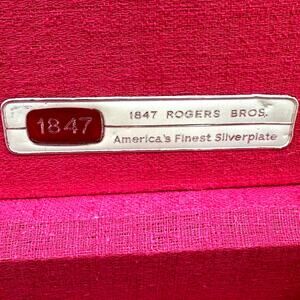 1847
1847 ROGERS BROS.
America's Finest Silverplate